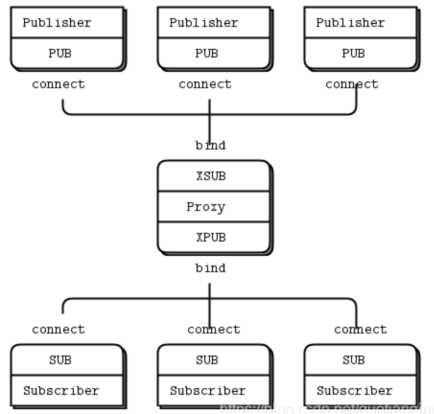 Publisher Publisher Publisher
PUB PUB PUB
connect connect connect
bind
XSUB
Proxy
XPUB
bind
connect connect connect
SUB SUB SUB
Subscriber Subscriber Subscriber